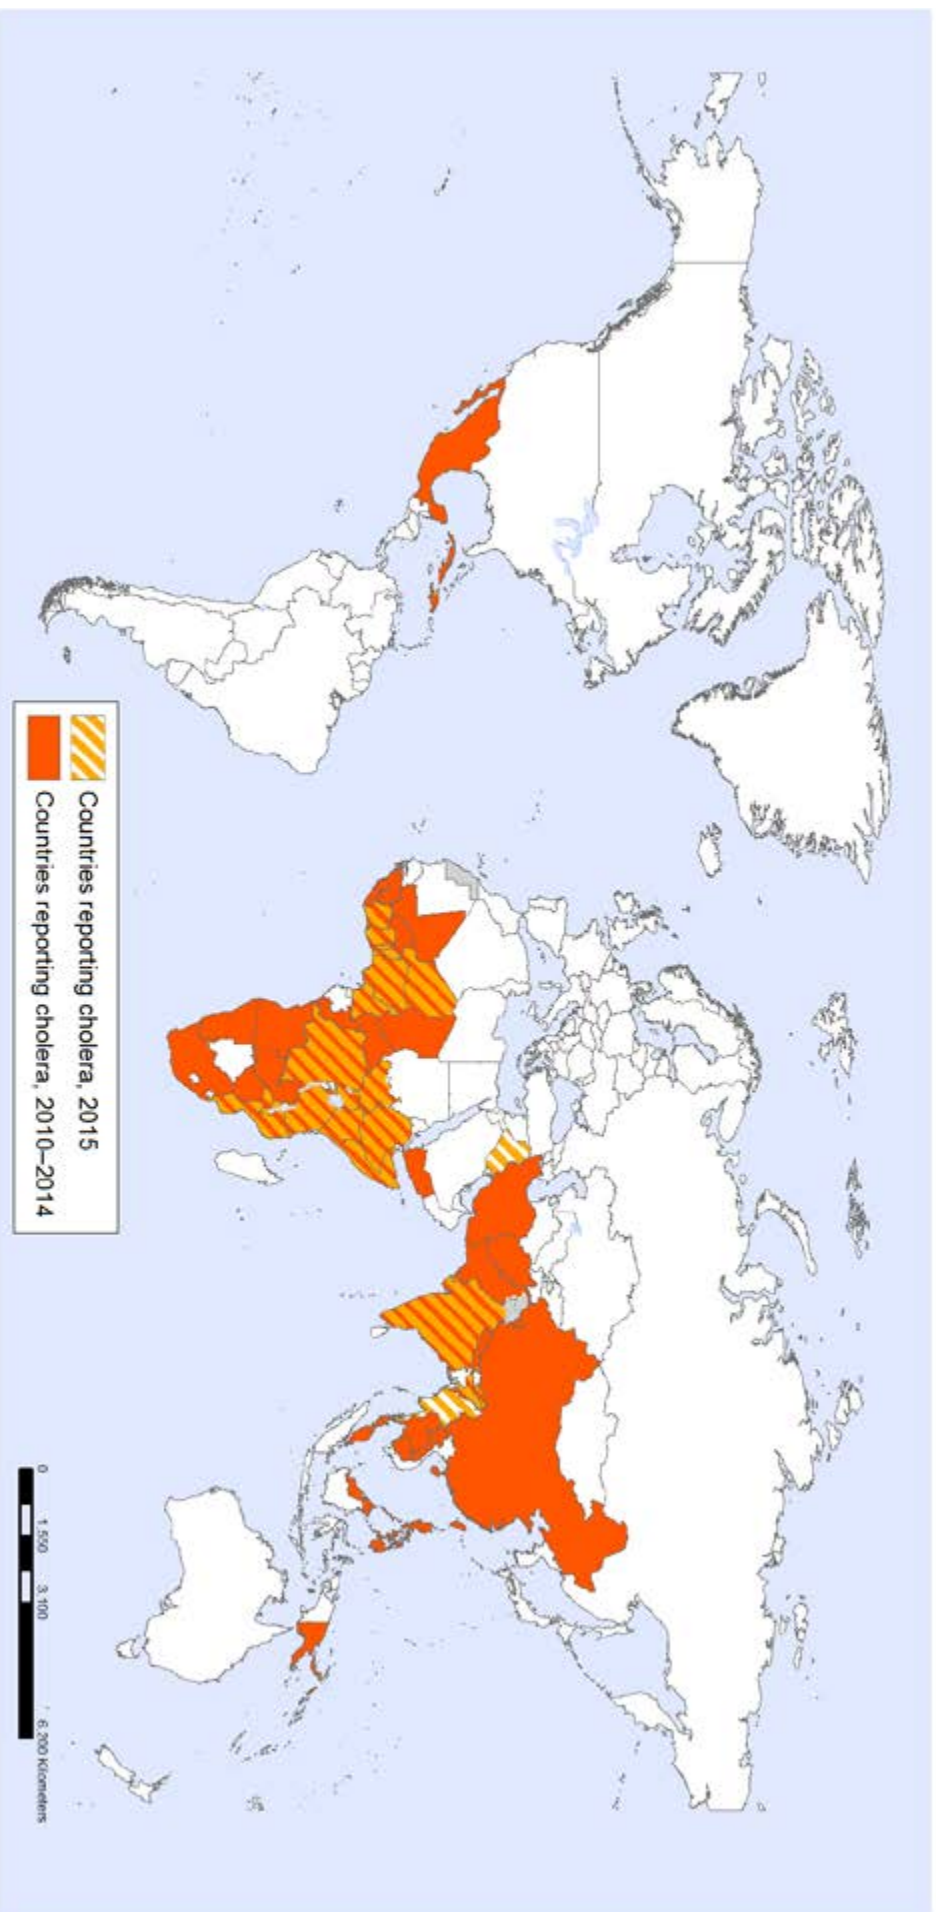 Countries reporting cholera, 2015
Countries reporting cholera, 2010–2014
0 1,550 3,100 6,200 Kilometers